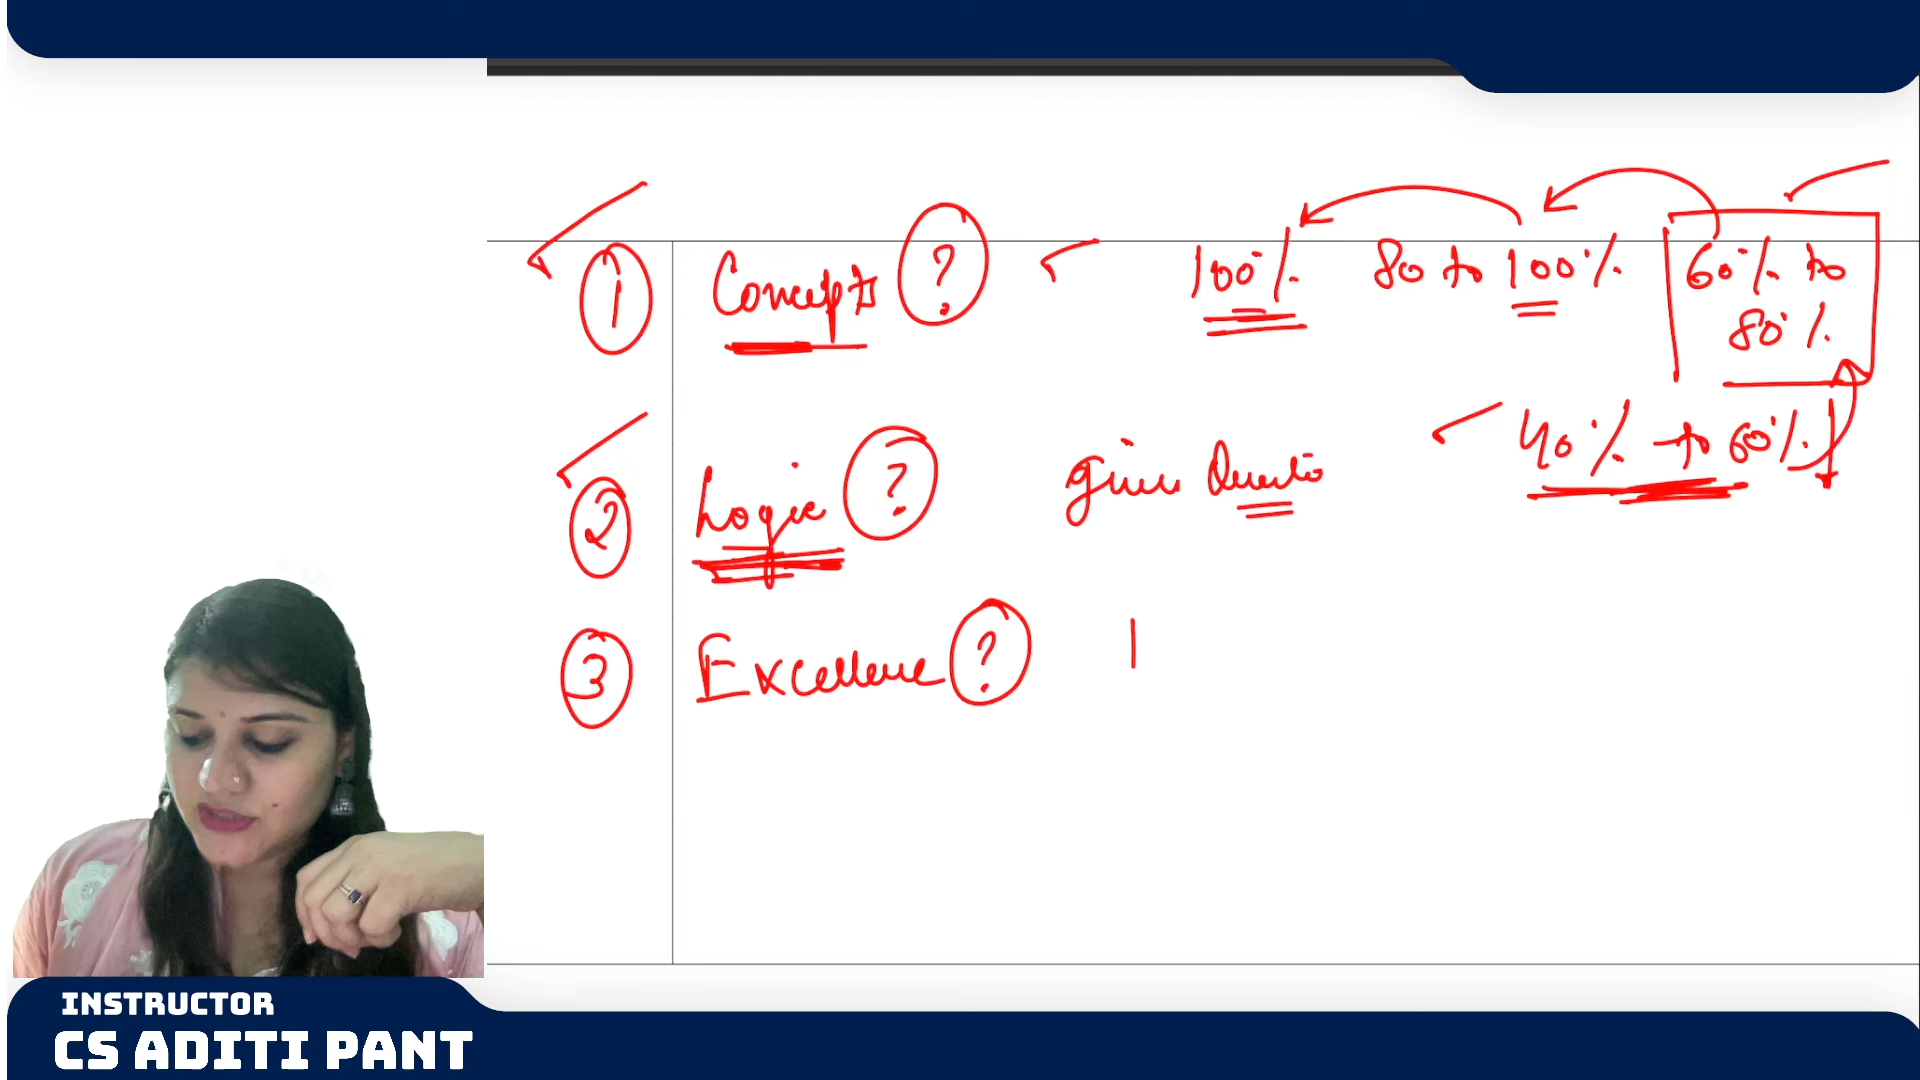 ① Concepts ? 100% 80 to 100% 60% to
80%
② Logic ? given 40% to 60%
③ Excellence ?
INSTRUCTOR
CS ADITI PANT